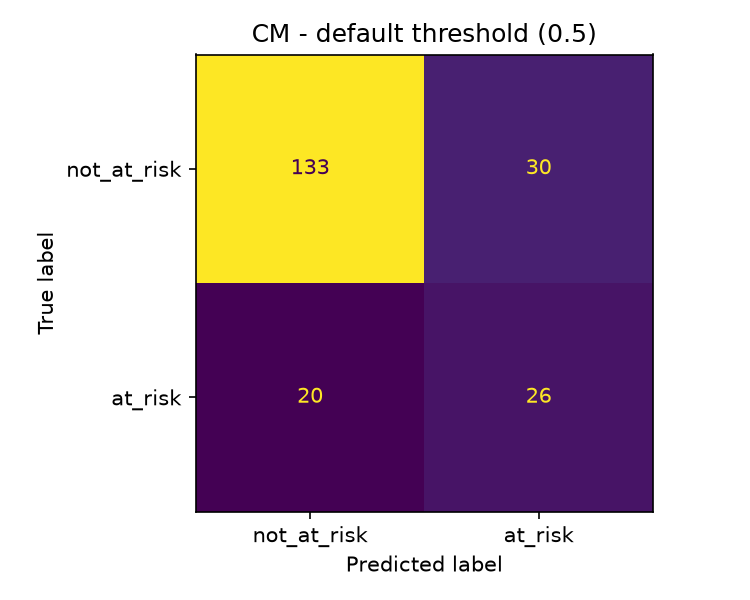 CM - default threshold (0.5)
True label
not_at_risk
133
30
at_risk
20
26
not_at_risk
at_risk
Predicted label